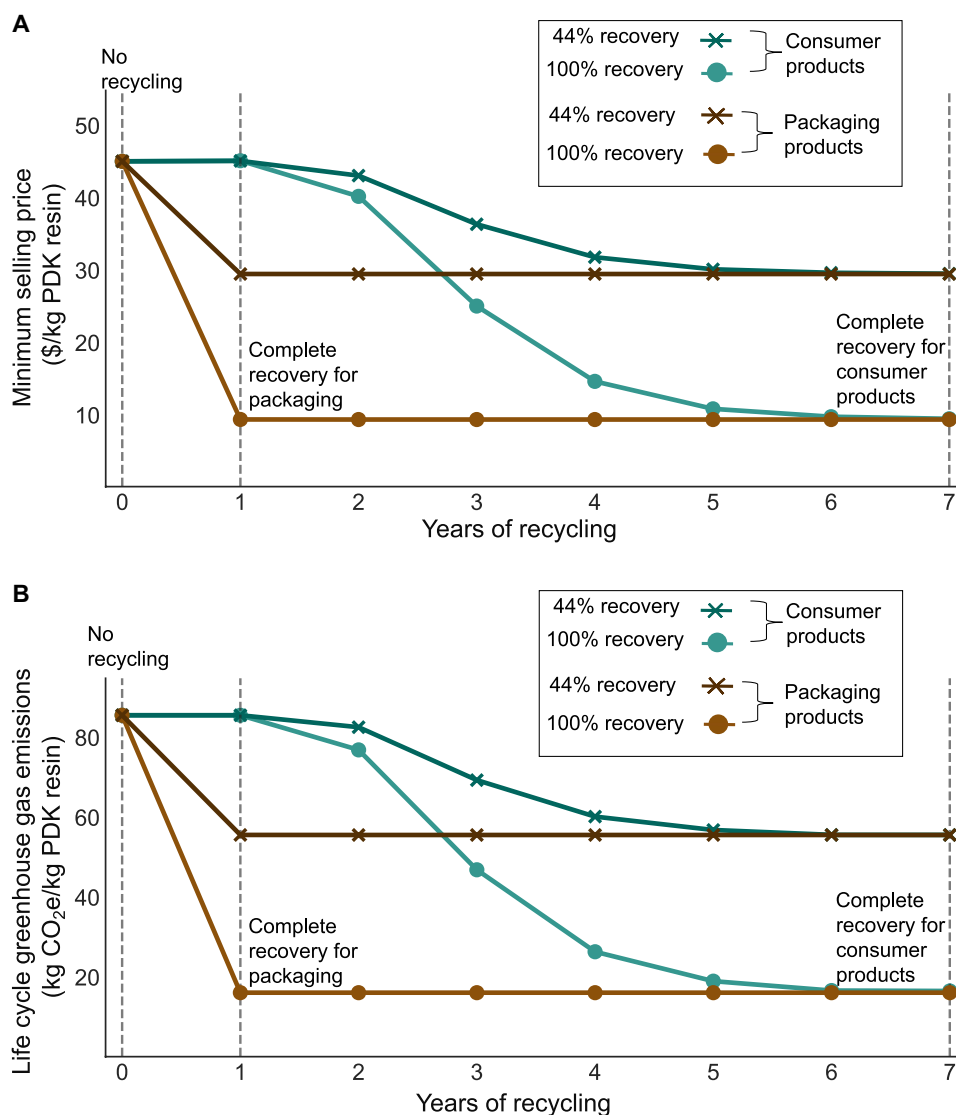 A
44% recovery
100% recovery
Consumer
products
44% recovery
100% recovery
Packaging
products
No
recycling
50
40
30
20
10
Minimum selling price
($/kg PDK resin)
Complete
recovery for
packaging
Complete
recovery for
consumer
products
0 1 2 3 4 5 6 7
Years of recycling
B
44% recovery
100% recovery
Consumer
products
44% recovery
100% recovery
Packaging
products
No
recycling
80
60
40
20
Life cycle greenhouse gas emissions
(kg CO₂e/kg PDK resin)
Complete
recovery for
packaging
Complete
recovery for
consumer
products
0 1 2 3 4 5 6 7
Years of recycling